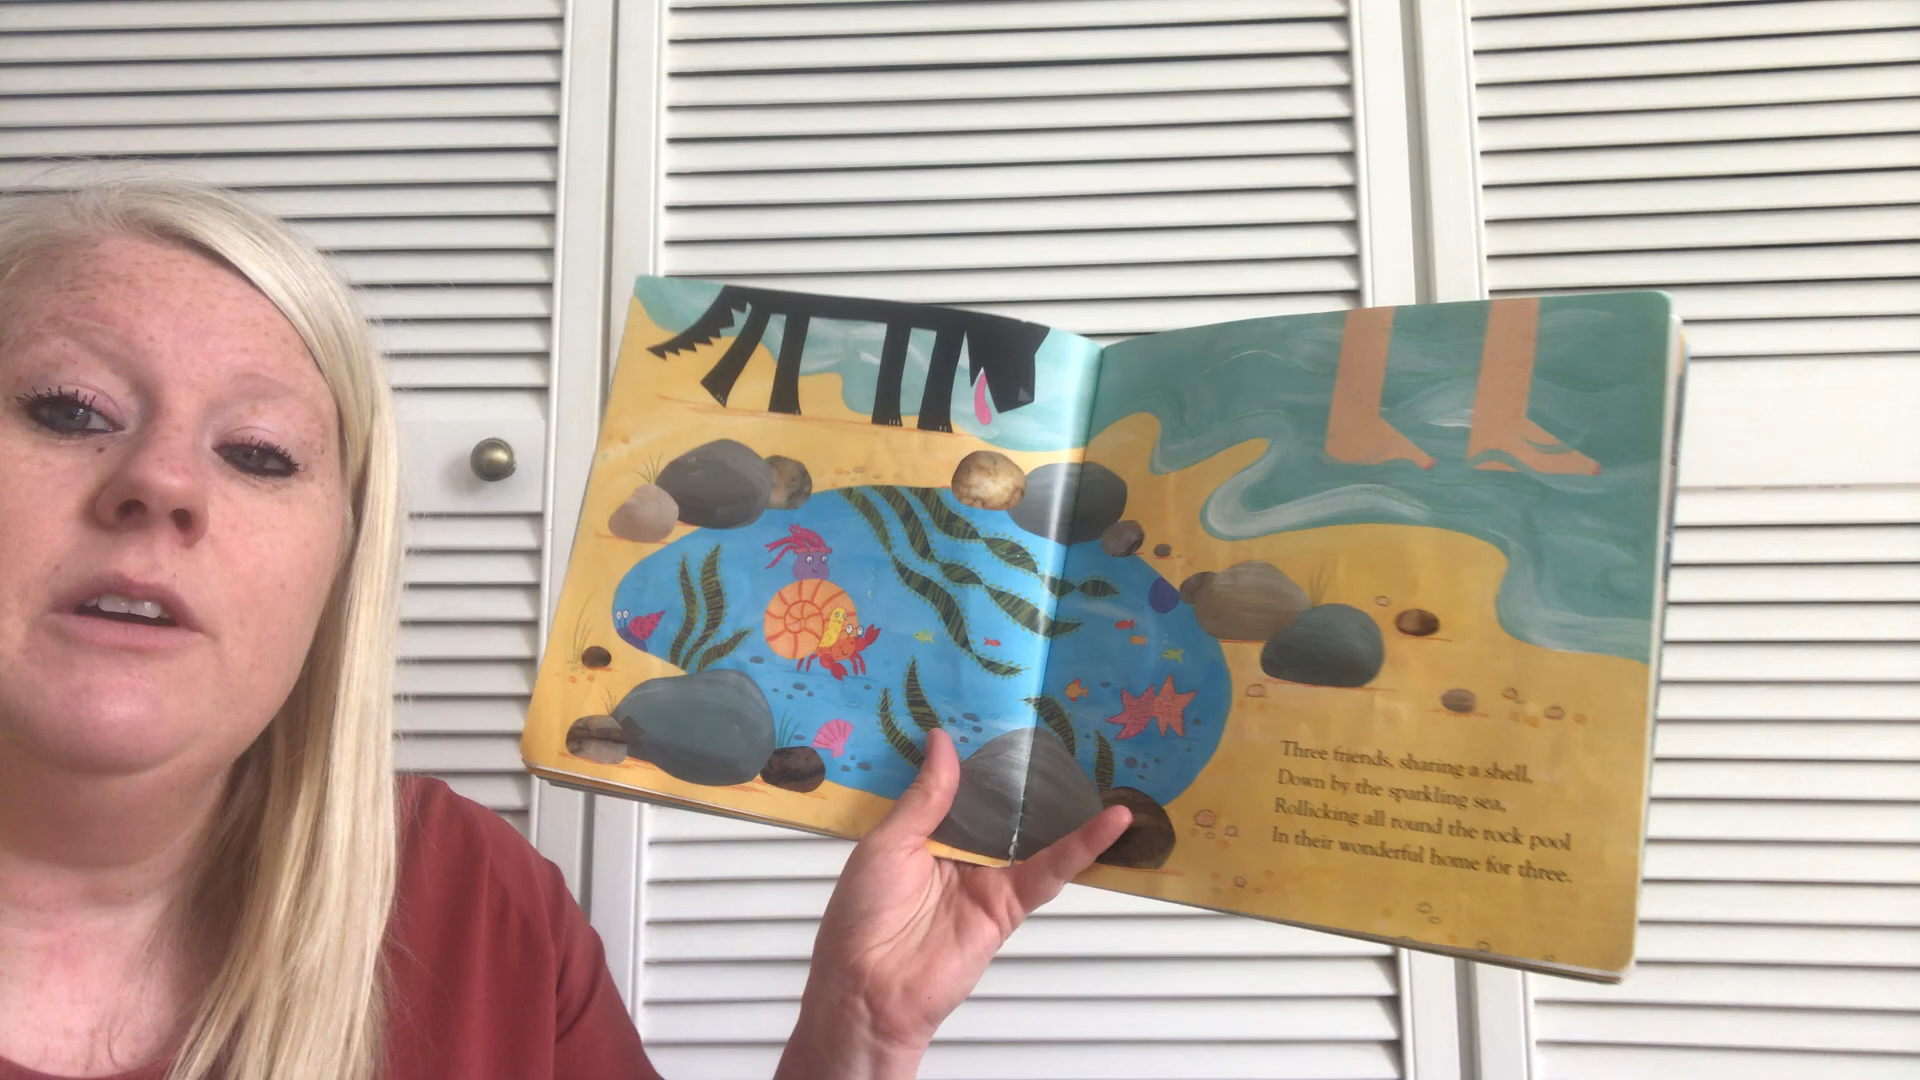 Three friends, sharing a shell,
Down by the sparkling sea,
Rollicking all round the rock pool
In their wonderful home for three.